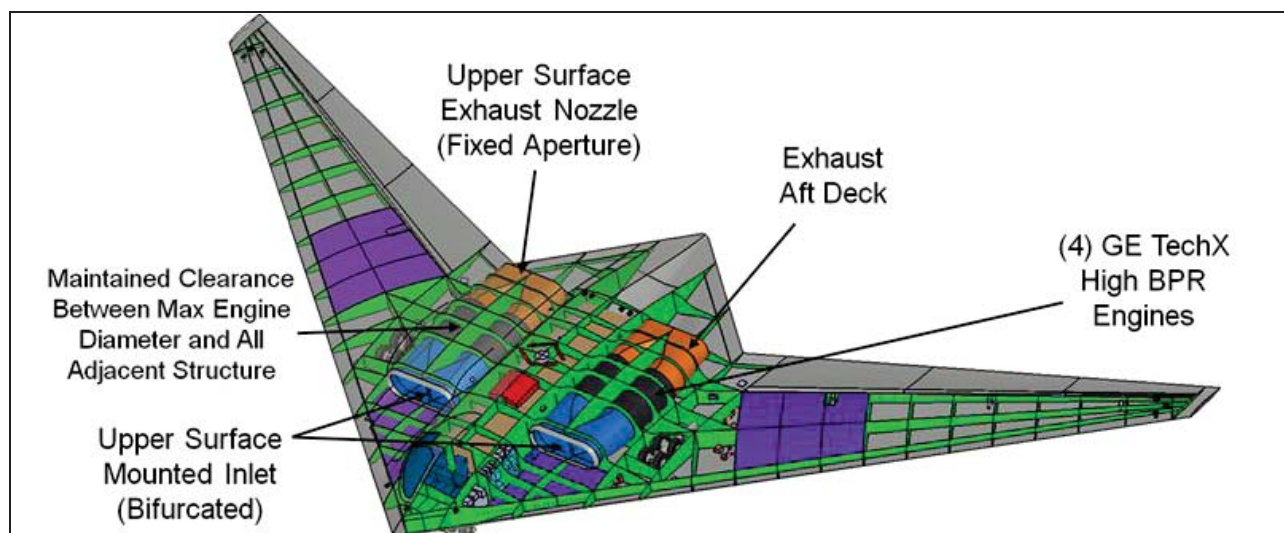 Upper Surface
Exhaust Nozzle
(Fixed Aperture)
Exhaust
Aft Deck
(4) GE TechX
High BPR
Engines
Maintained Clearance
Between Max Engine
Diameter and All
Adjacent Structure
Upper Surface
Mounted Inlet
(Bifurcated)